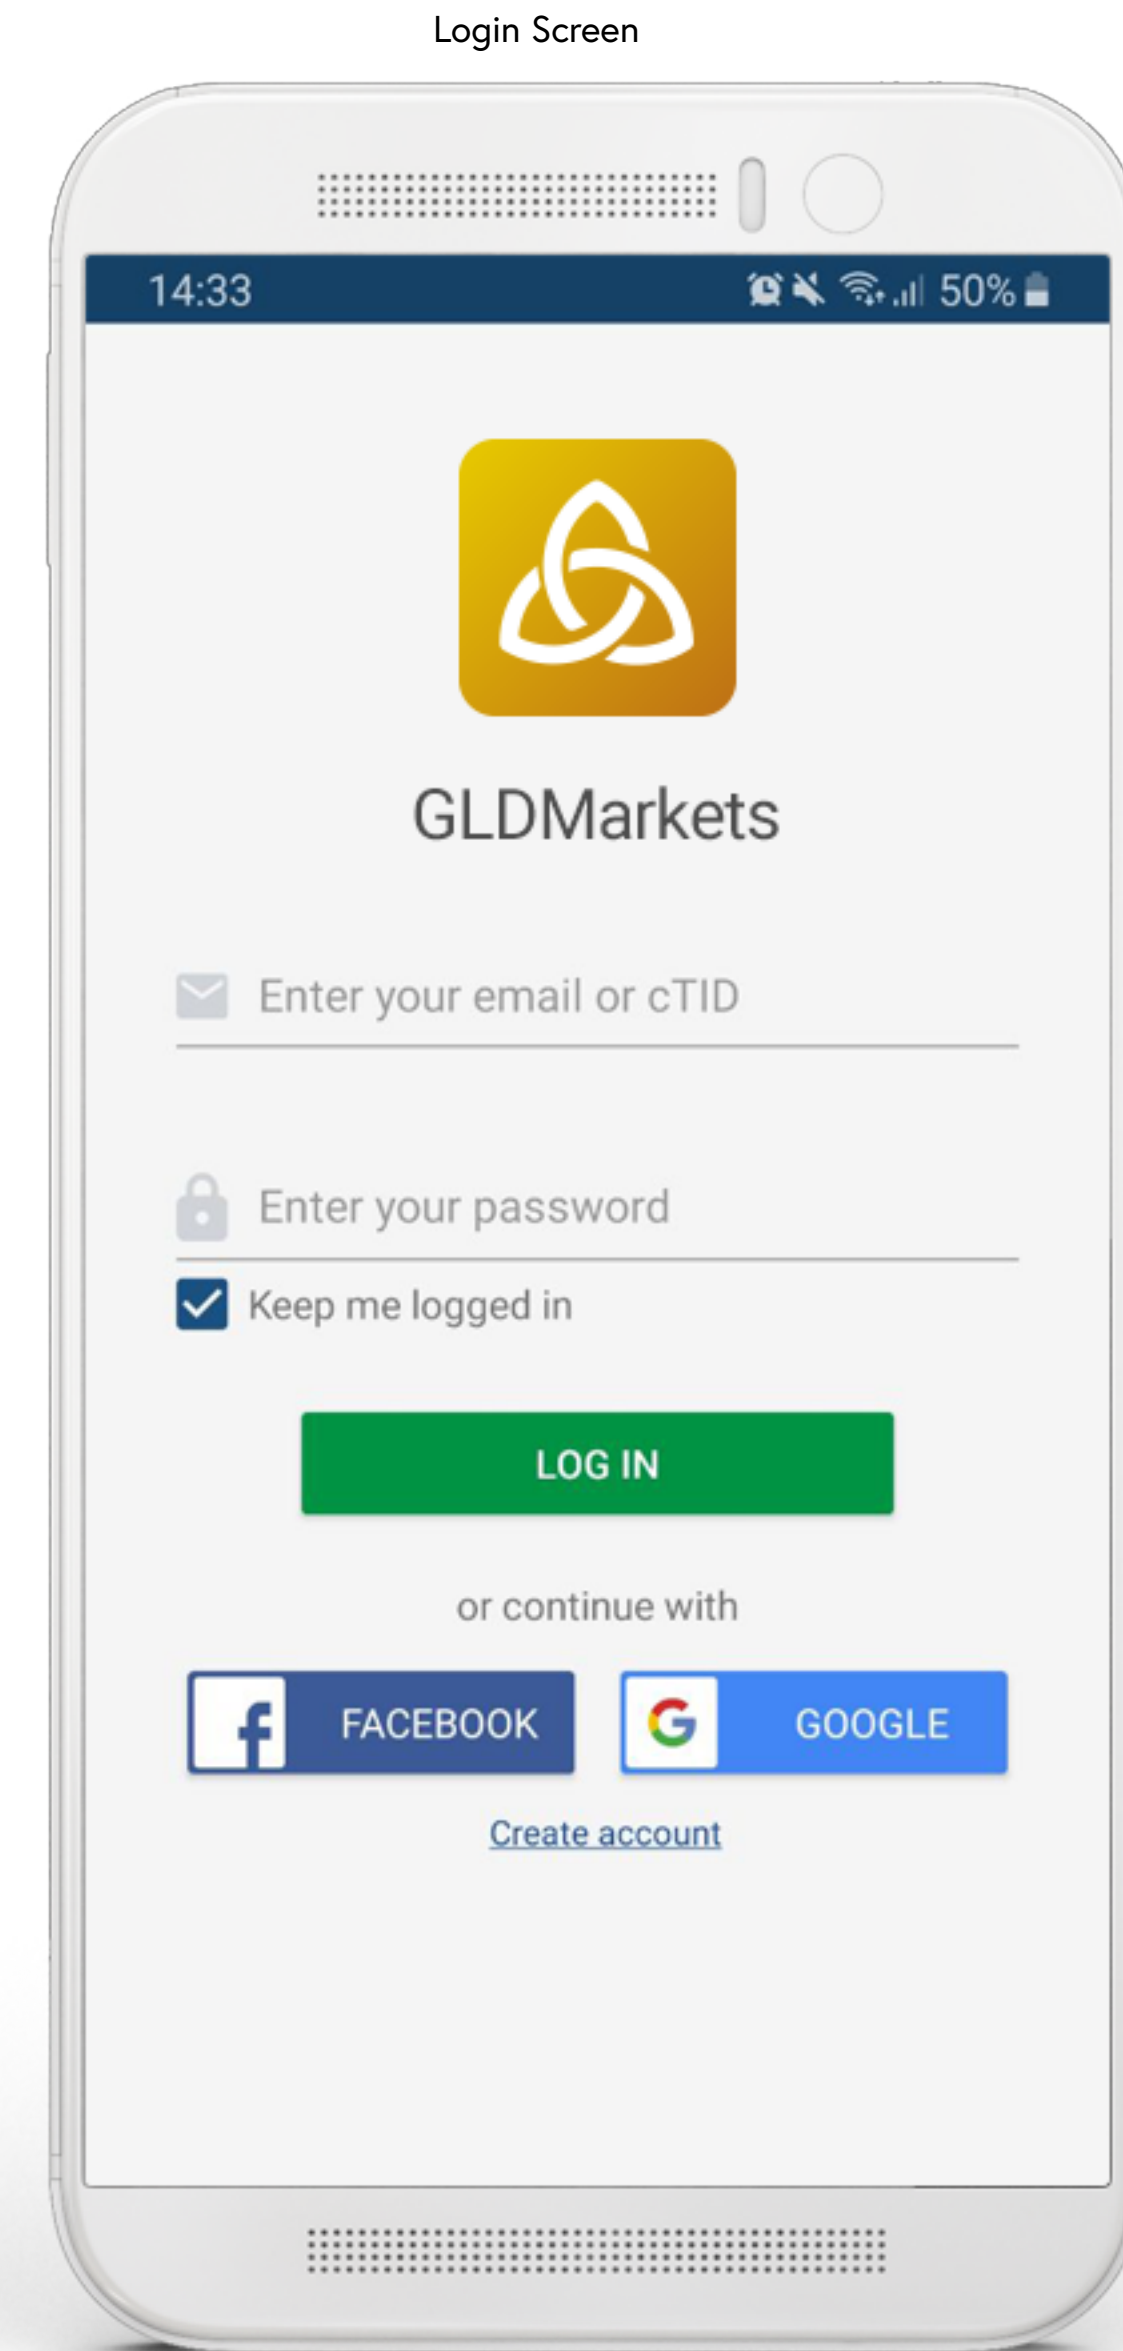 Login Screen
14:33 50%
GLDMarkets
Enter your email or cTID
Enter your password
Keep me logged in
LOG IN
or continue with
FACEBOOK GOOGLE
Create account